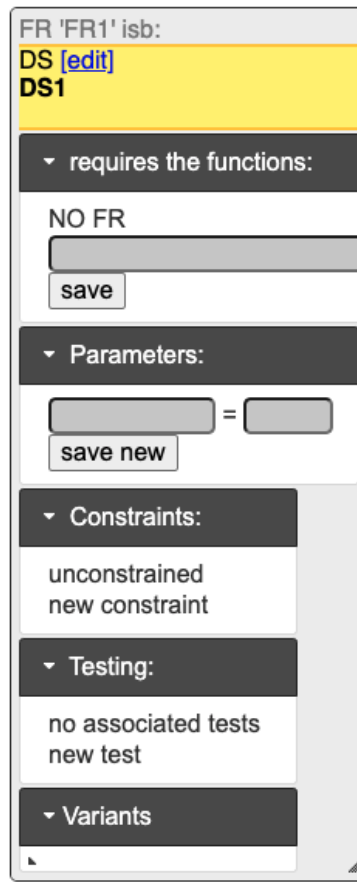 FR 'FR1' isb:
DS [edit]
DS1
requires the functions:
NO FR
save
Parameters:
=
save new
Constraints:
unconstrained
new constraint
Testing:
no associated tests
new test
Variants